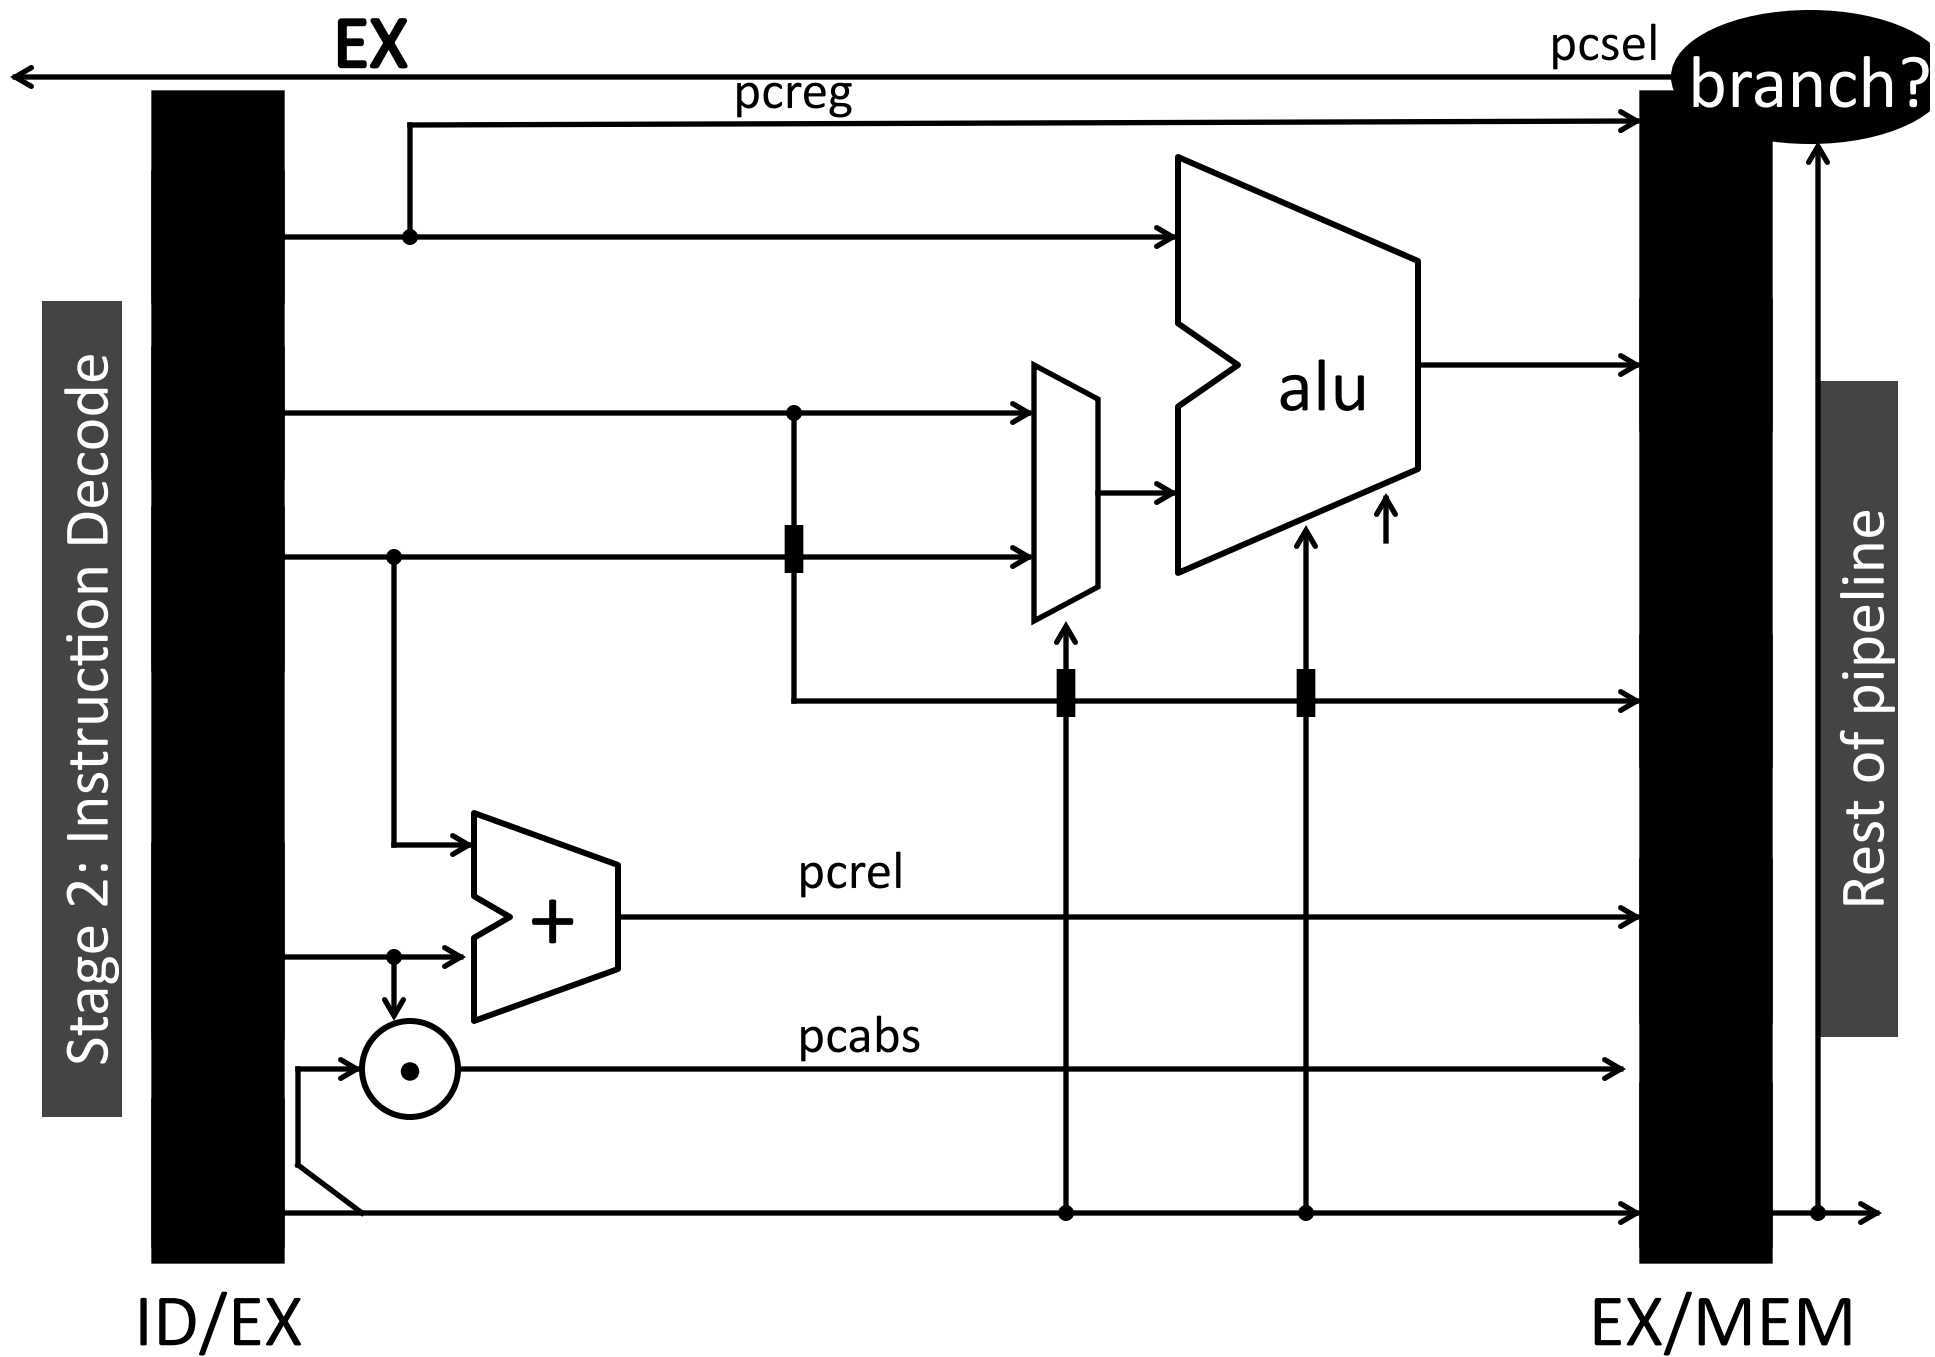 EX
pcsel
branch?
pcreg
alu
Stage 2: Instruction Decode
Rest of pipeline
pcrel
+
pcabs
ID/EX
EX/MEM